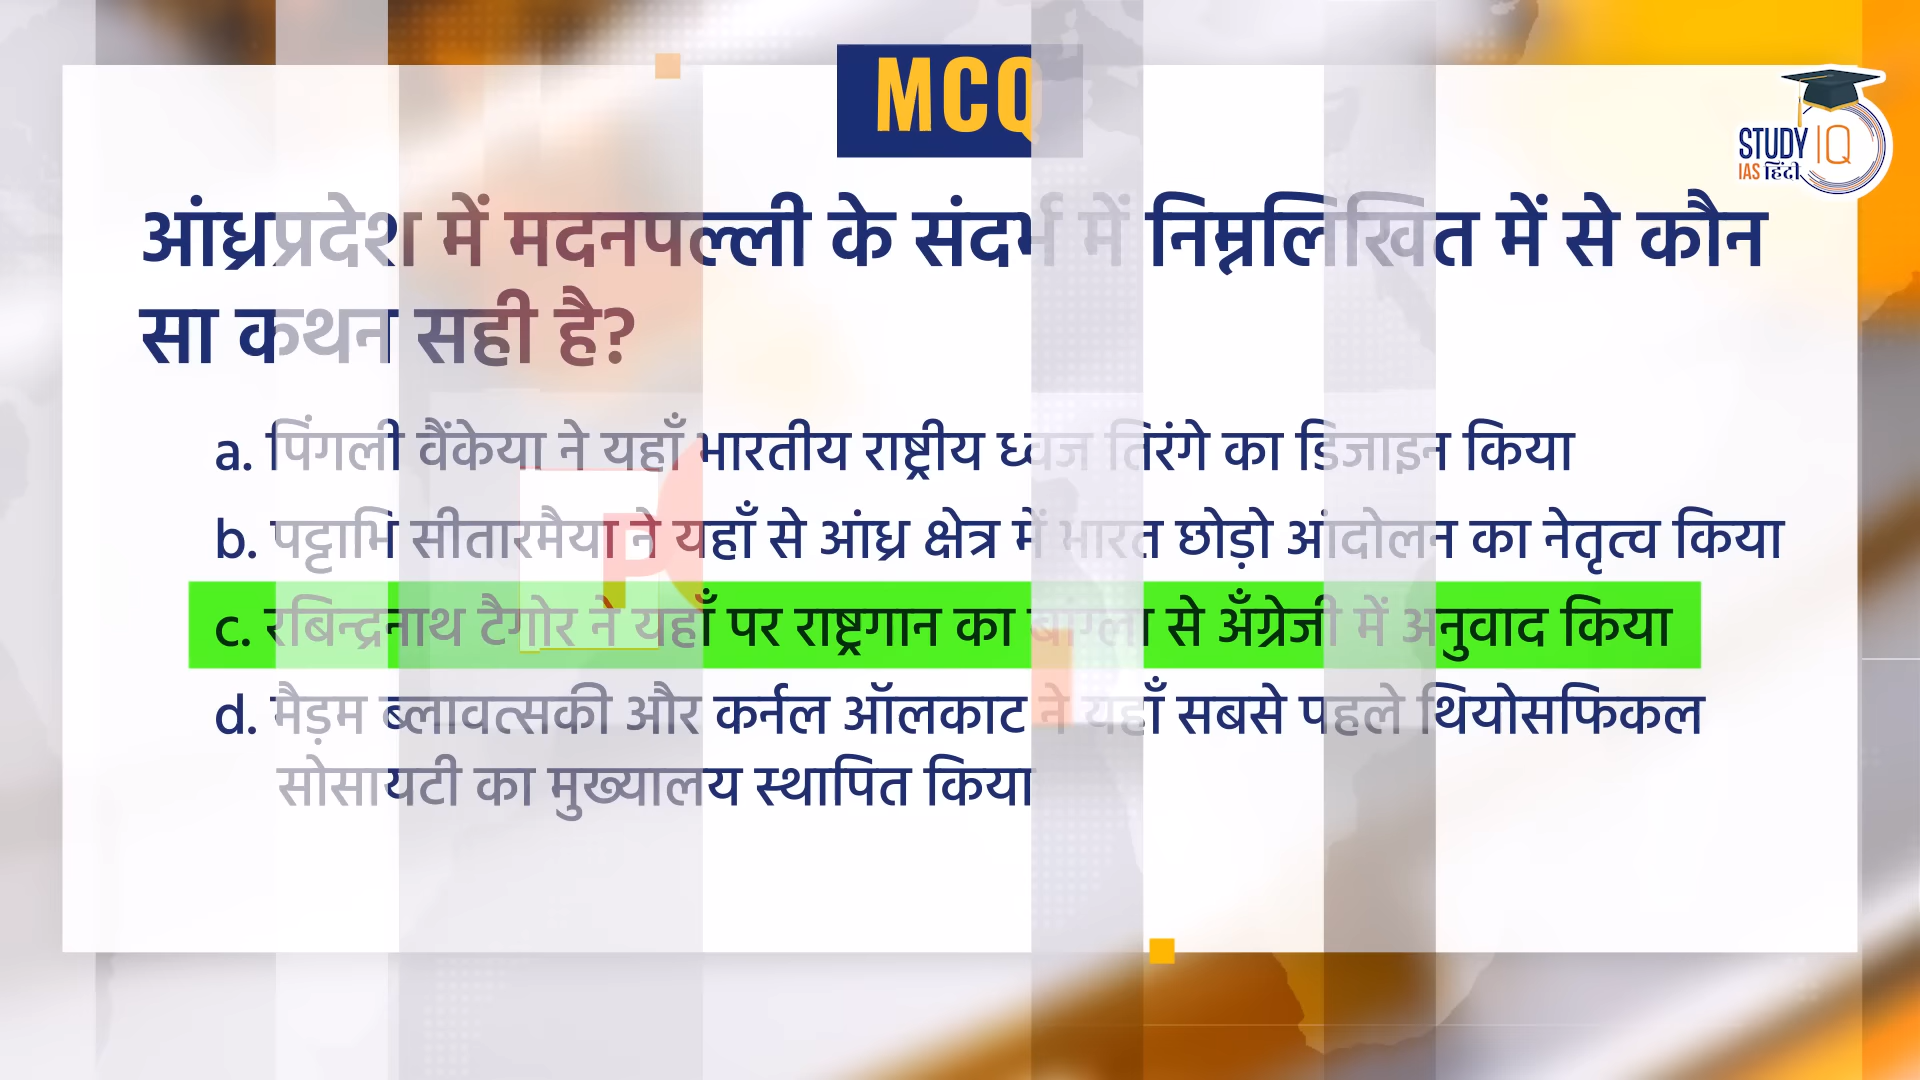 MCQ
STUDY IQ
IAS हिंदी
आंध्रप्रदेश में मदनपल्ली के संदर्भ में निम्नलिखित में से कौन
सा कथन सही है?
a. पिंगली वैंकेया ने यहाँ भारतीय राष्ट्रीय ध्वज तिरंगे का डिजाइन किया
b. पट्टाभि सीतारमैया ने यहाँ से आंध्र क्षेत्र में भारत छोड़ो आंदोलन का नेतृत्व किया
c. रबिन्द्रनाथ टैगोर ने यहाँ पर राष्ट्रगान का बाग्ला से अँग्रेजी में अनुवाद किया
d. मैड़म ब्लावत्सकी और कर्नल ऑलकाट ने यहाँ सबसे पहले थियोसफिकल
सोसायटी का मुख्यालय स्थापित किया
P